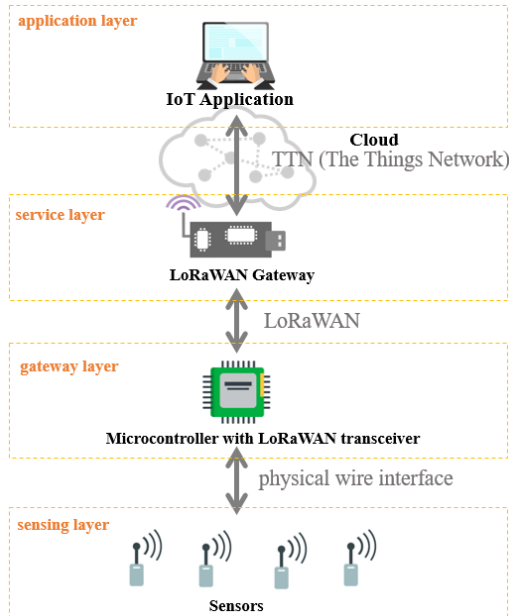 application layer
IoT Application
Cloud
TTN (The Things Network)
service layer
LoRaWAN Gateway
LoRaWAN
gateway layer
Microcontroller with LoRaWAN transceiver
physical wire interface
sensing layer
Sensors